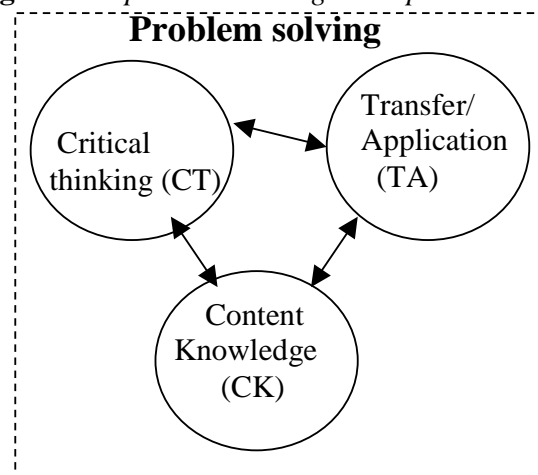 Problem solving
Critical
thinking (CT)
Transfer/
Application
(TA)
Content
Knowledge
(CK)